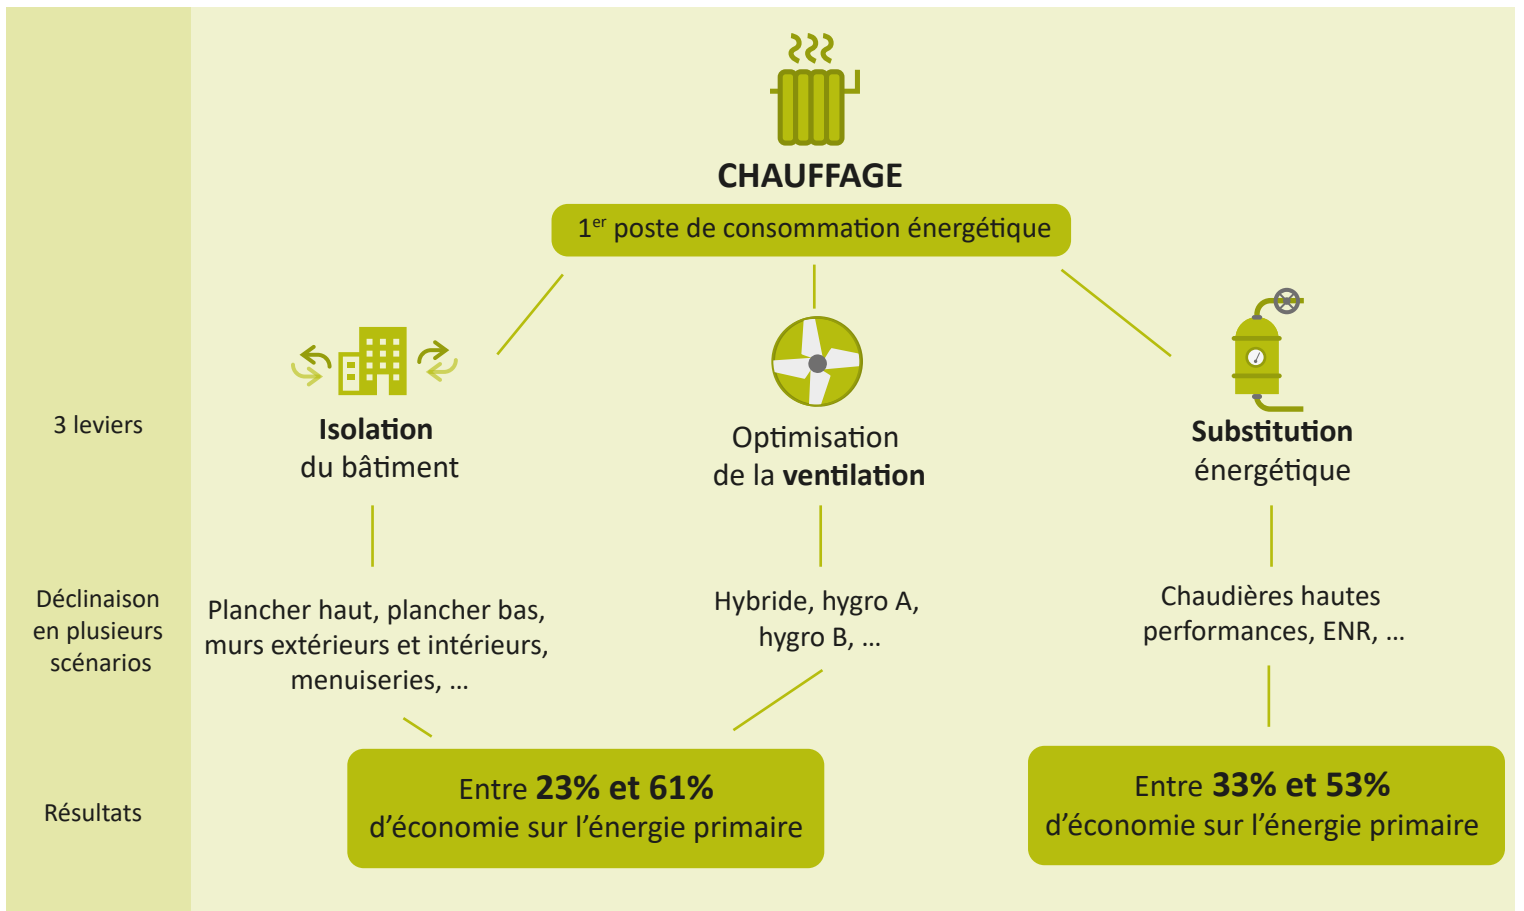 CHAUFFAGE
1er poste de consommation énergétique
3 leviers
Isolation
du bâtiment
Optimisation
de la ventilation
Substitution
énergétique
Déclinaison
en plusieurs
scénarios
Plancher haut, plancher bas,
murs extérieurs et intérieurs,
menuiseries, ...
Hybride, hygro A,
hygro B, ...
Chaudières hautes
performances, ENR, ...
Résultats
Entre 23% et 61%
d’économie sur l’énergie primaire
Entre 33% et 53%
d’économie sur l’énergie primaire